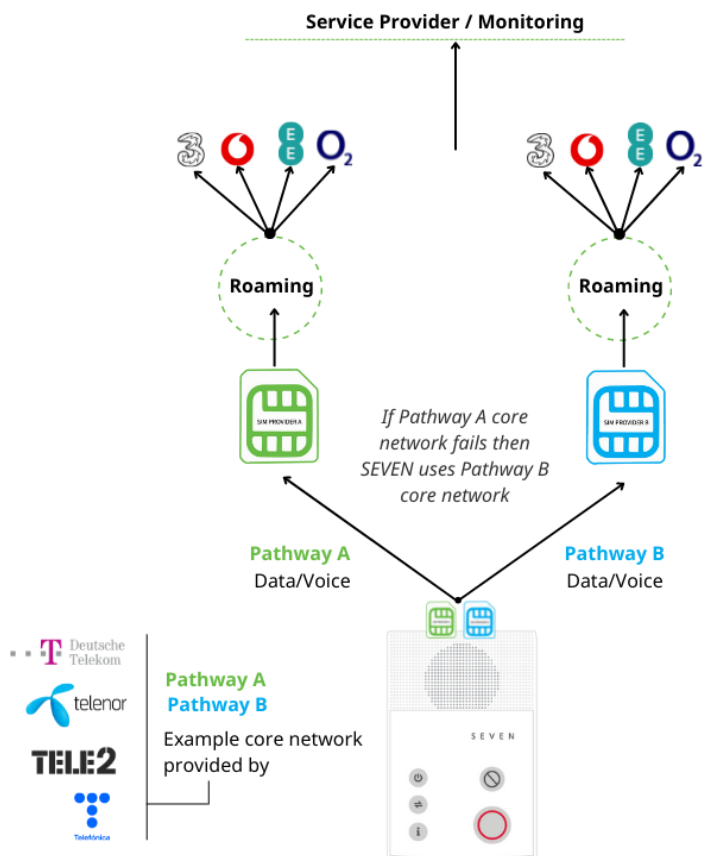 Service Provider / Monitoring
3 E E O2
3 E E O2
Roaming
Roaming
SIM PROVIDER A
SIM PROVIDER B
If Pathway A core
network fails then
SEVEN uses Pathway B
core network
Pathway A
Data/Voice
Pathway B
Data/Voice
Deutsche
Telekom
telenor
TELE2
Telefónica
Pathway A
Pathway B
Example core network
provided by
SEVEN